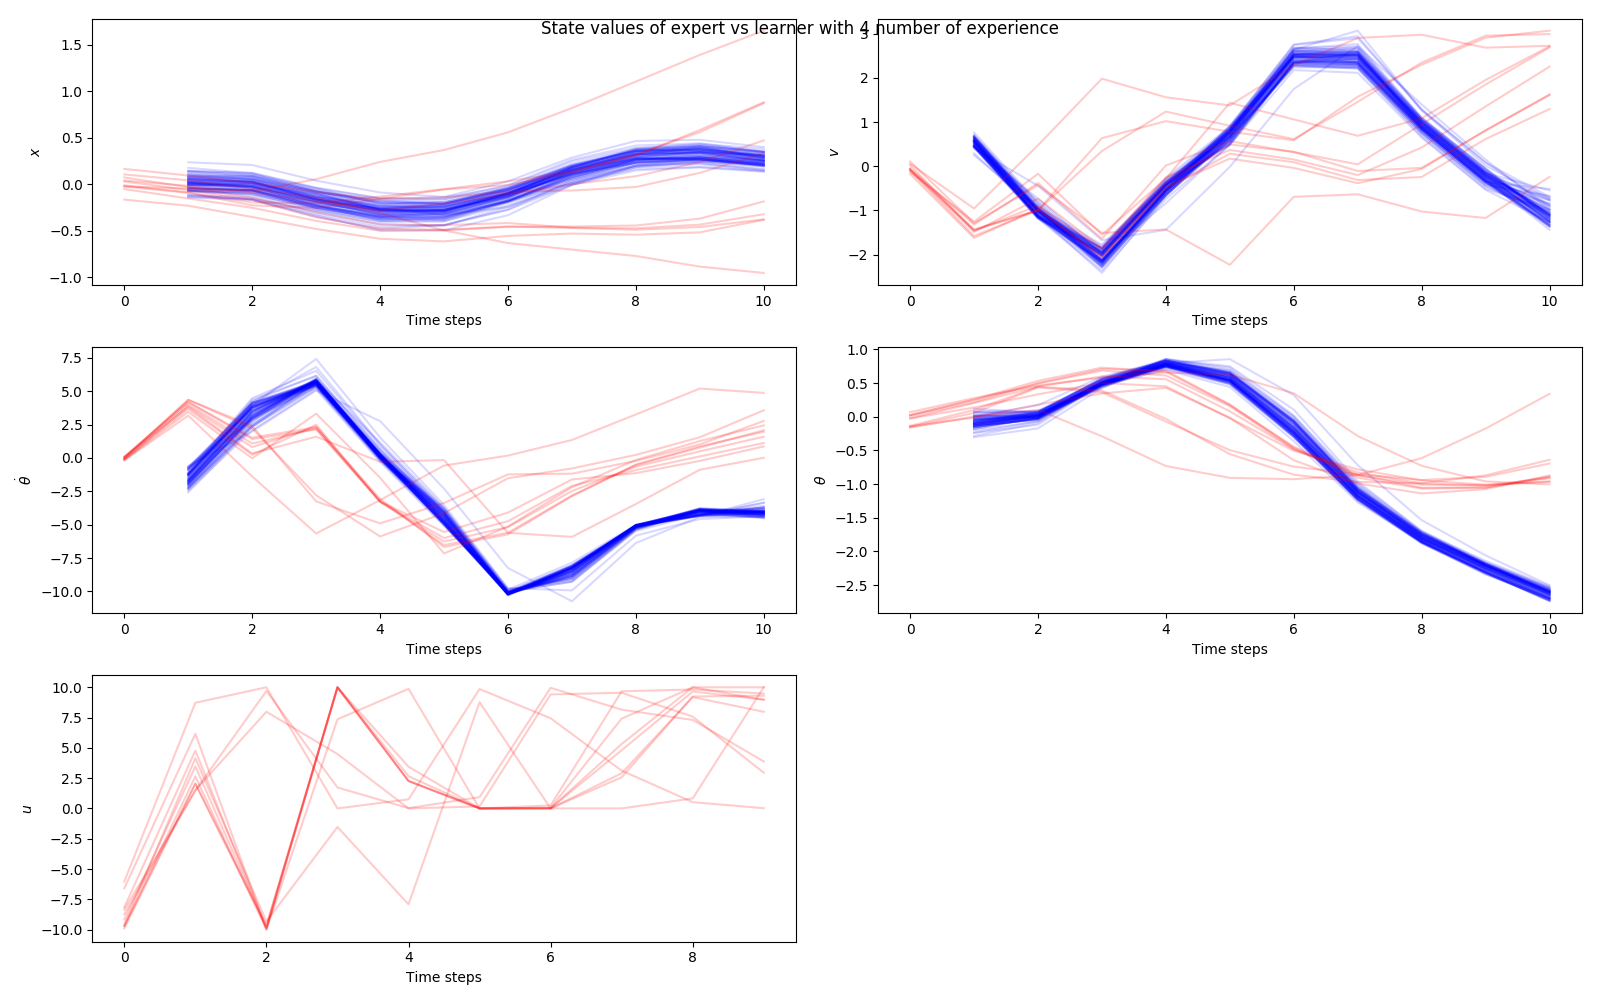 State values of expert vs learner with 4 number of experience
1.5
1.0
0.5
0.0
−0.5
−1.0
x
0 2 4 6 8 10
Time steps
3
2
1
0
−1
−2
v
0 2 4 6 8 10
Time steps
7.5
5.0
2.5
0.0
−2.5
−5.0
−7.5
−10.0
θ̇
0 2 4 6 8 10
Time steps
1.0
0.5
0.0
−0.5
−1.0
−1.5
−2.0
−2.5
θ
0 2 4 6 8 10
Time steps
10.0
7.5
5.0
2.5
0.0
−2.5
−5.0
−7.5
−10.0
u
0 2 4 6 8
Time steps